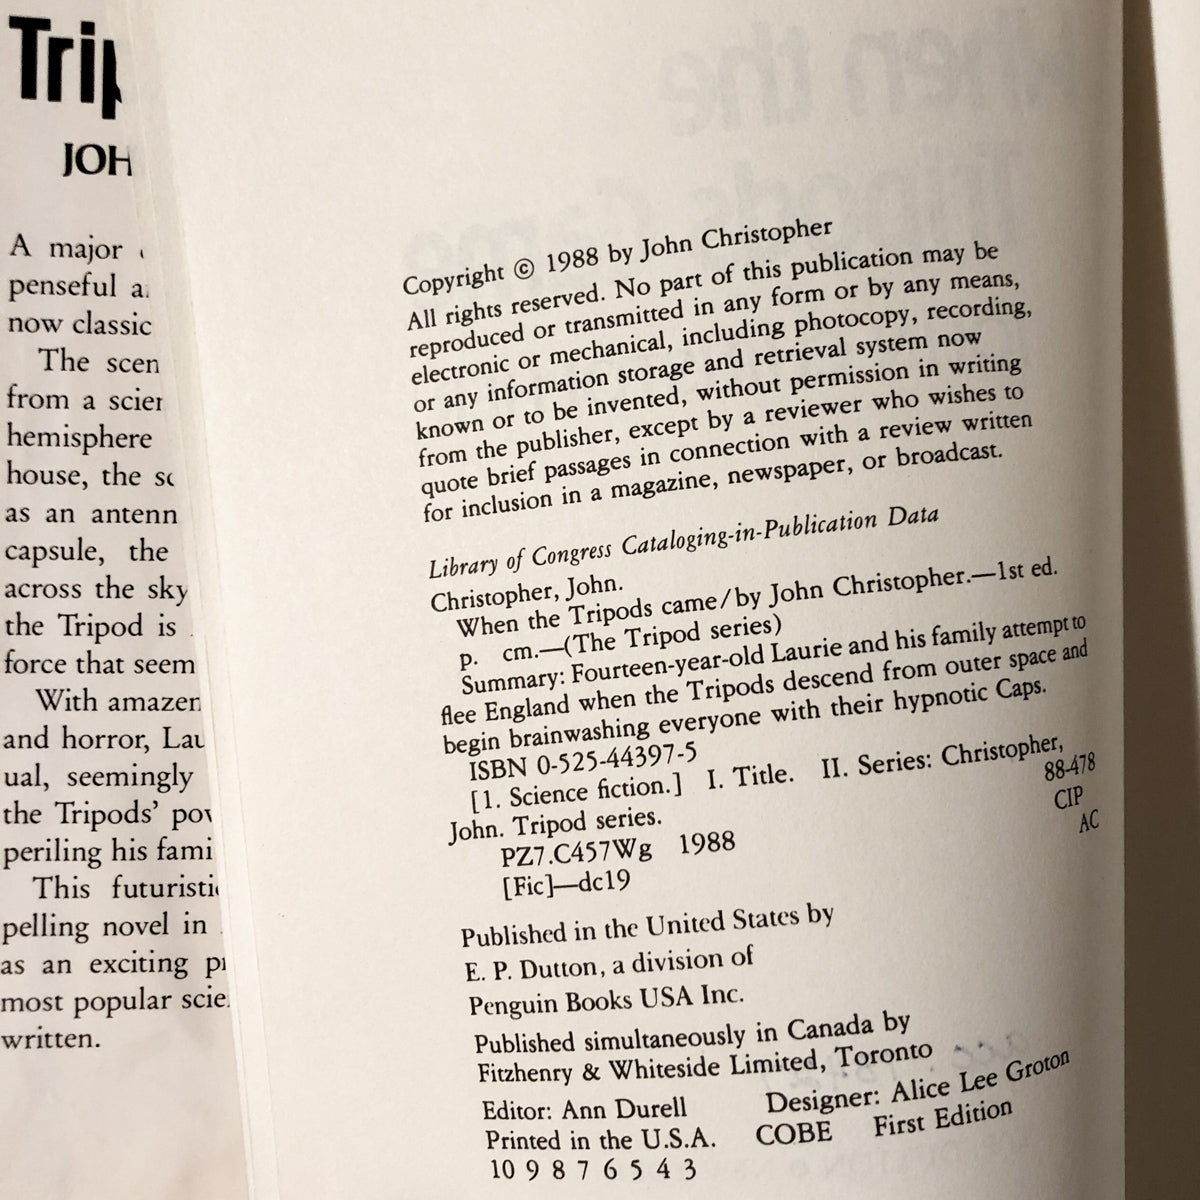 Trip
JOH
A major
penseful a
now classic
The scen
from a scier
hemisphere
house, the sc
as an antenn
capsule, the
across the sky
the Tripod is
force that seem
With amazen
and horror, Lau
ual, seemingly
the Tripods' pov
periling his fami
This futuristi
pelling novel in
as an exciting pr
most popular scie
written.
Copyright © 1988 by John Christopher
All rights reserved. No part of this publication may be
reproduced or transmitted in any form or by any means,
electronic or mechanical, including photocopy, recording,
or any information storage and retrieval system now
known or to be invented, without permission in writing
from the publisher, except by a reviewer who wishes to
quote brief passages in connection with a review written
for inclusion in a magazine, newspaper, or broadcast.
Library of Congress Cataloging-in-Publication Data
Christopher, John.
When the Tripods came/by John Christopher.—1st ed.
p. cm.—(The Tripod series)
Summary: Fourteen-year-old Laurie and his family attempt to
flee England when the Tripods descend from outer space and
begin brainwashing everyone with their hypnotic Caps.
ISBN 0-525-44397-5
[1. Science fiction.] I. Title. II. Series: Christopher,
John. Tripod series.
PZ7.C457Wg 1988 88-478
[Fic]—dc19 CIP
AC
Published in the United States by
E. P. Dutton, a division of
Penguin Books USA Inc.
Published simultaneously in Canada by
Fitzhenry & Whiteside Limited, Toronto
Editor: Ann Durell Designer: Alice Lee Groton
Printed in the U.S.A. COBE First Edition
10 9 8 7 6 5 4 3